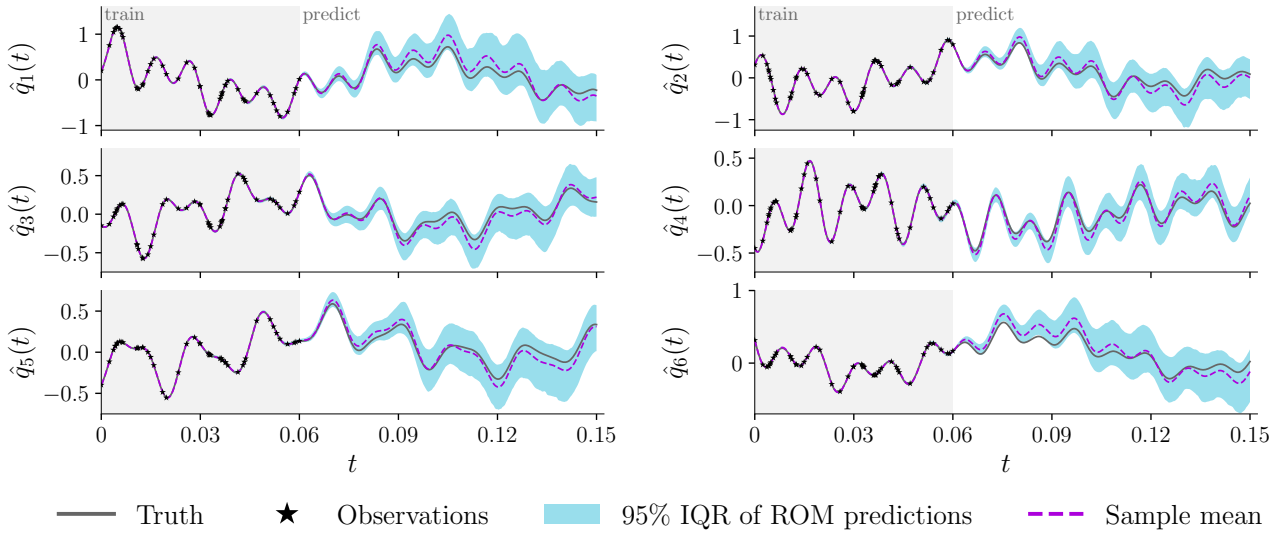 train predict train predict
1
0
−1
q̂₁(t)
1
0
−1
q̂₂(t)
0.5
0.0
−0.5
q̂₃(t)
0.5
0.0
−0.5
q̂₄(t)
0.5
0.0
−0.5
q̂₅(t)
1
0
q̂₆(t)
0 0.03 0.06 0.09 0.12 0.15 0 0.03 0.06 0.09 0.12 0.15
t t
Truth Observations 95% IQR of ROM predictions Sample mean